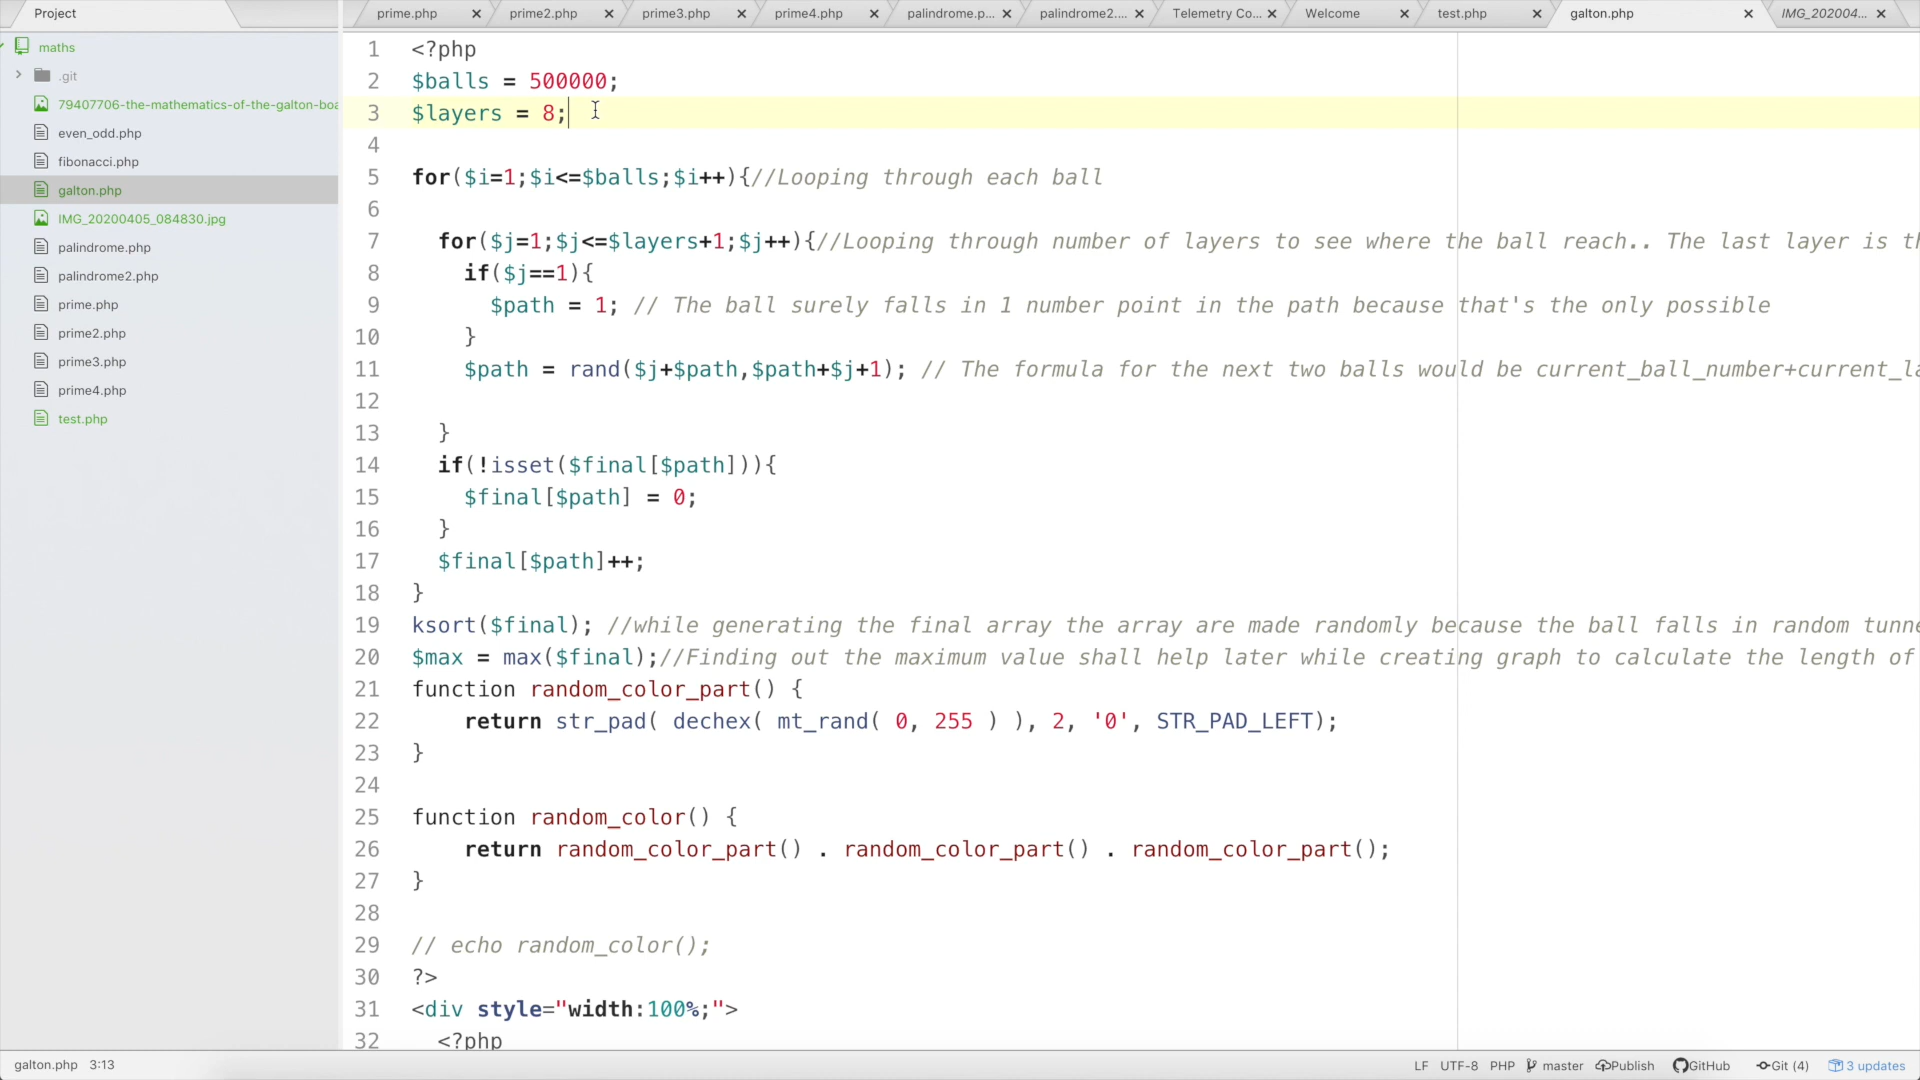 Project
prime.php
prime2.php
prime3.php
prime4.php
palindrome.p...
palindrome2....
Telemetry Co...
Welcome
test.php
galton.php
IMG_202004...
maths
.git
79407706-the-mathematics-of-the-galton-boa
even_odd.php
fibonacci.php
galton.php
IMG_20200405_084830.jpg
palindrome.php
palindrome2.php
prime.php
prime2.php
prime3.php
prime4.php
test.php
1 <?php
2 $balls = 500000;
3 $layers = 8;
4
5 for($i=1;$i<=$balls;$i++){//Looping through each ball
6
7 for($j=1;$j<=$layers+1;$j++){//Looping through number of layers to see where the ball reach.. The last layer is th
8 if($j==1){
9 $path = 1; // The ball surely falls in 1 number point in the path because that's the only possible
10 }
11 $path = rand($j+$path,$path+$j+1); // The formula for the next two balls would be current_ball_number+current_la
12
13 }
14 if(!isset($final[$path])){
15 $final[$path] = 0;
16 }
17 $final[$path]++;
18 }
19 ksort($final); //while generating the final array the array are made randomly because the ball falls in random tunne
20 $max = max($final);//Finding out the maximum value shall help later while creating graph to calculate the length of
21 function random_color_part() {
22 return str_pad( dechex( mt_rand( 0, 255 ) ), 2, '0', STR_PAD_LEFT);
23 }
24
25 function random_color() {
26 return random_color_part() . random_color_part() . random_color_part();
27 }
28
29 // echo random_color();
30 ?>
31 <div style="width:100%;">
32 <?php
galton.php 3:13
LF UTF-8 PHP master Publish GitHub Git (4) 3 updates